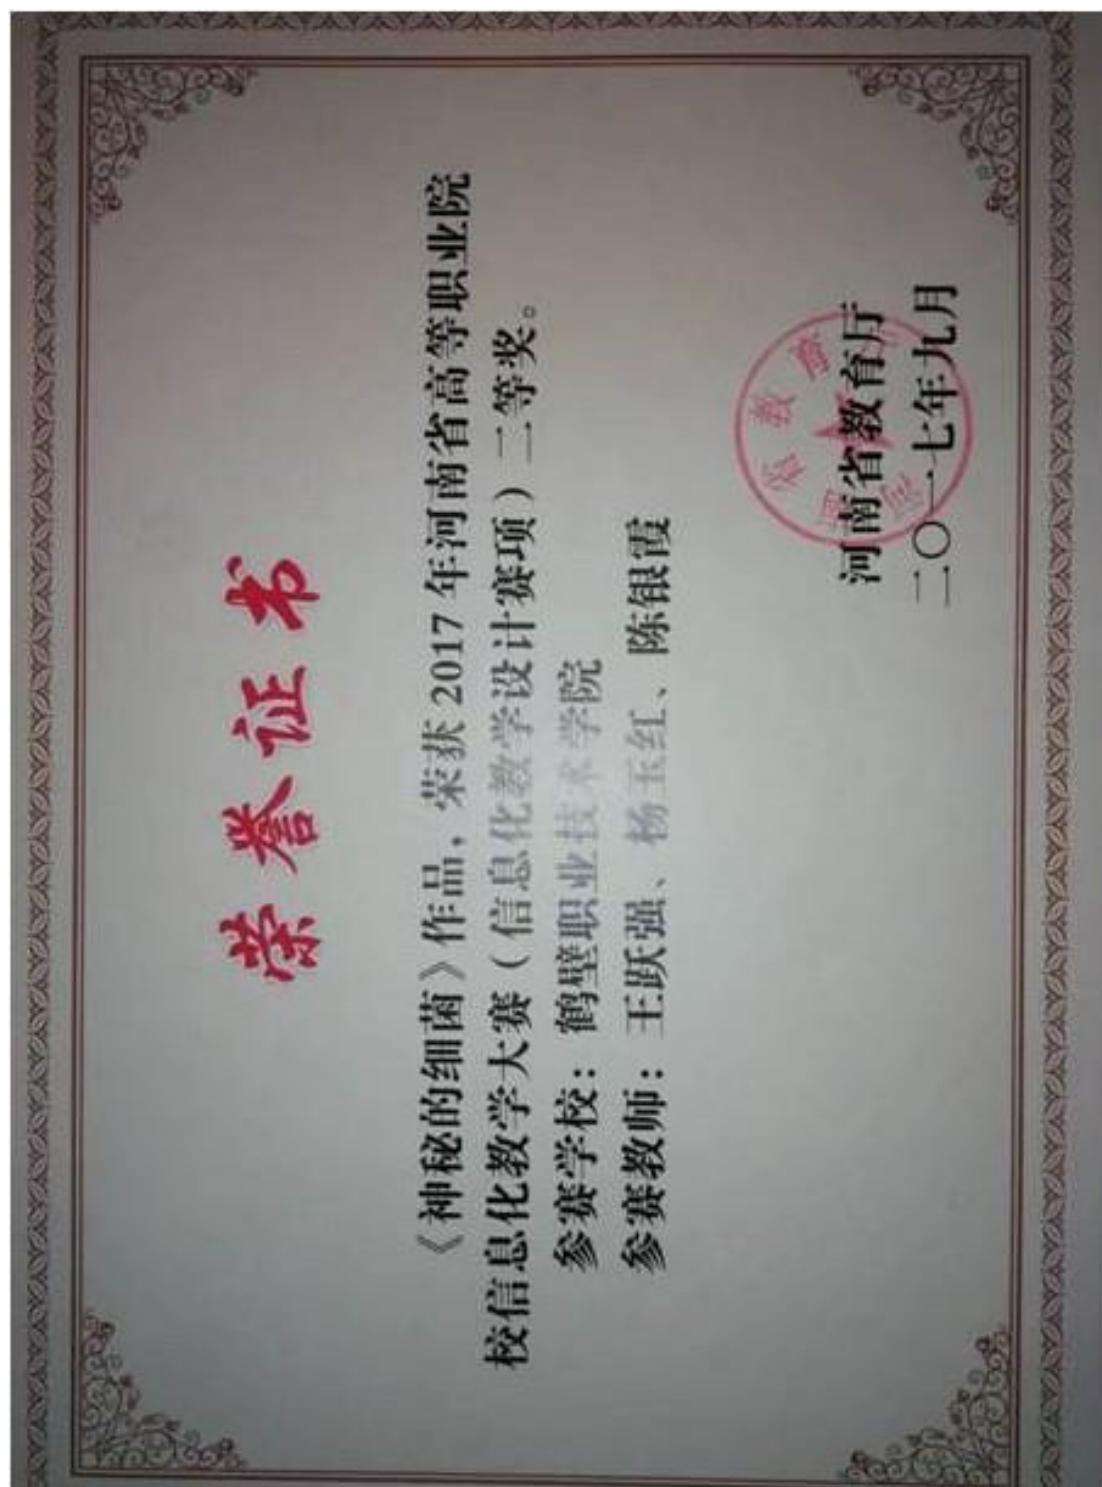 荣誉证书
《神秘的细菌》作品，荣获2017年河南省高等职业院
校信息化教学大赛（信息化教学设计赛项）二等奖。
参赛学校：鹤壁职业技术学院
参赛教师：王跃强、杨玉红、陈银霞
河南省教育厅
二〇一七年九月